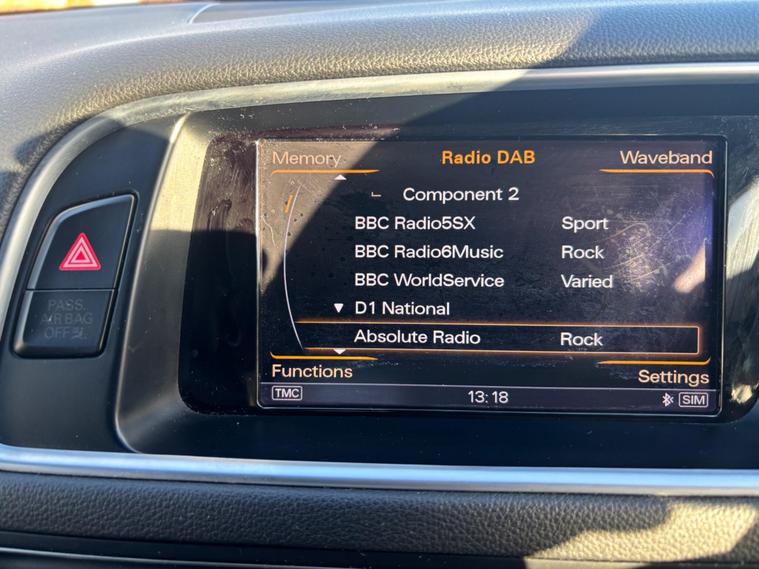 Memory Radio DAB Waveband
Component 2
BBC Radio5SX Sport
BBC Radio6Music Rock
BBC WorldService Varied
D1 National
Absolute Radio Rock
Functions Settings
TMC 13:18 SIM
PASS.
AIR BAG
OFF